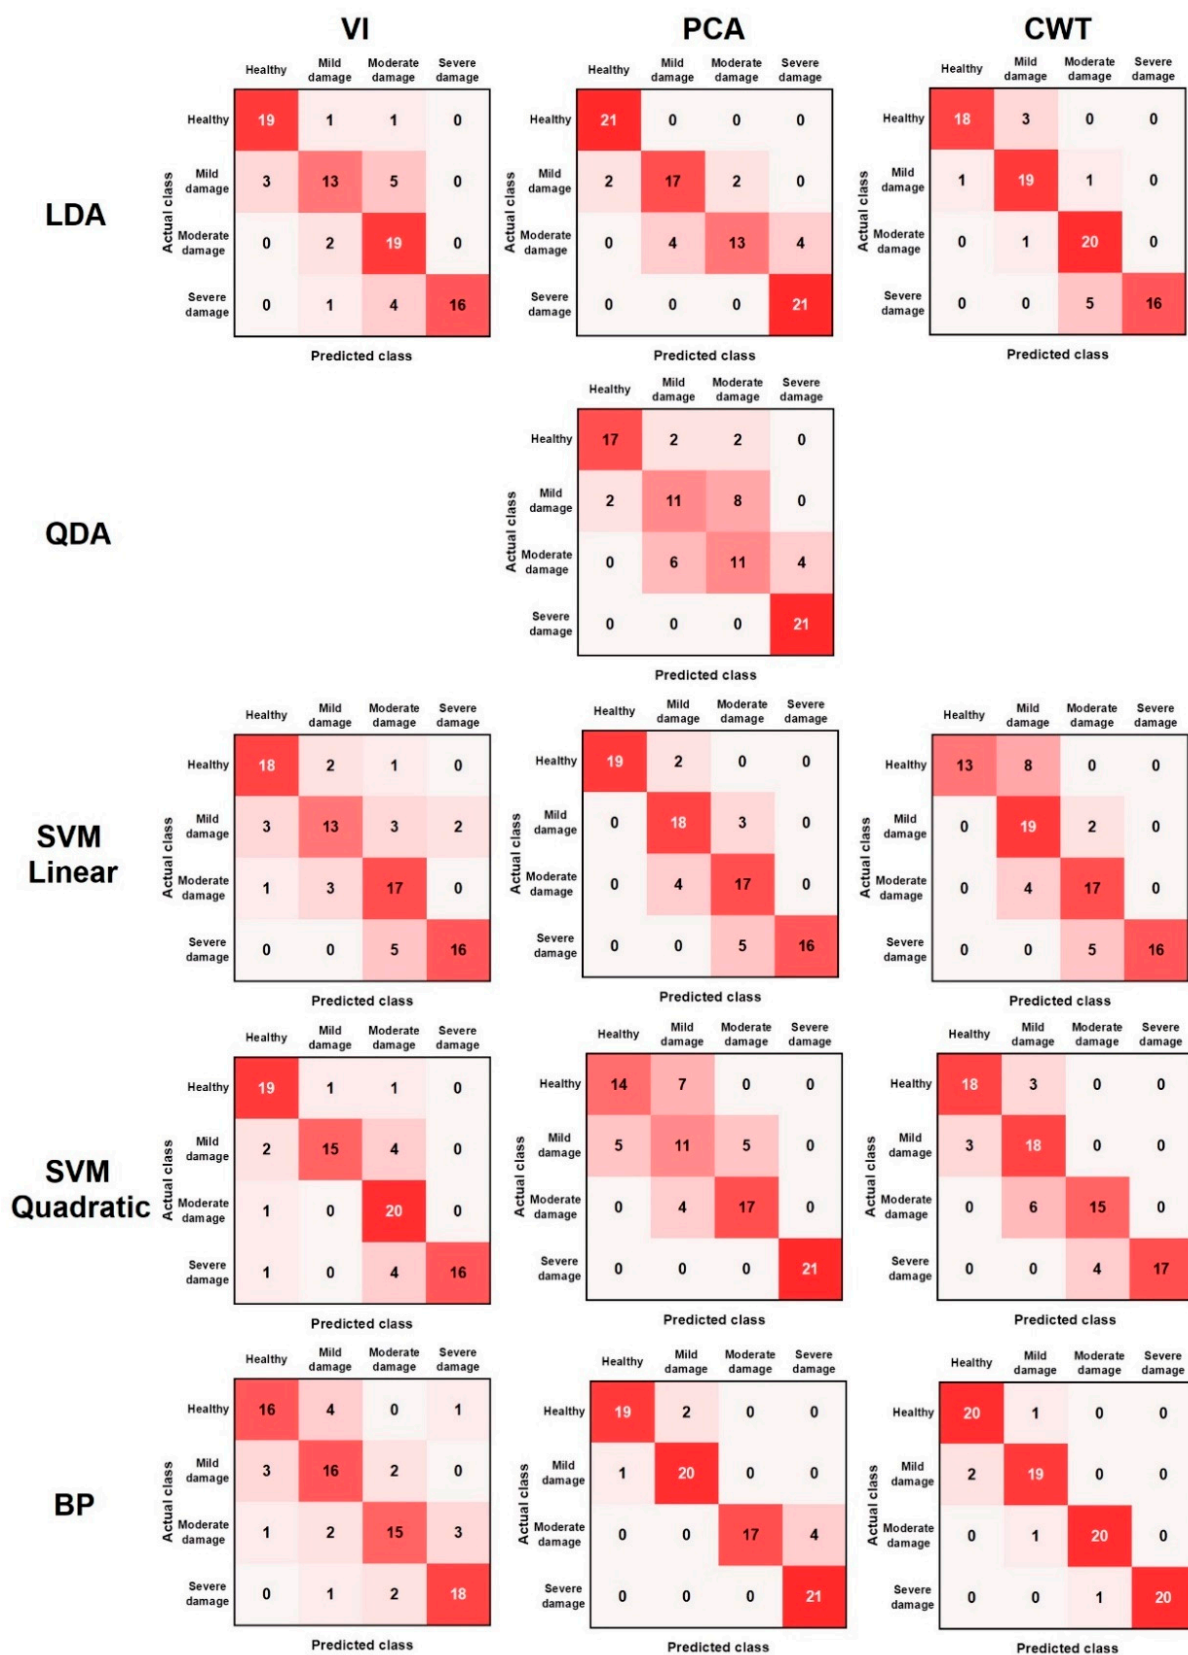 VI PCA CWT
LDA
Healthy Mild damage Moderate damage Severe damage
Actual class
Healthy 19 1 1 0
Mild damage 3 13 5 0
Moderate damage 0 2 19 0
Severe damage 0 1 4 16
Predicted class
Healthy Mild damage Moderate damage Severe damage
Actual class
Healthy 21 0 0 0
Mild damage 2 17 2 0
Moderate damage 0 4 13 4
Severe damage 0 0 0 21
Predicted class
Healthy Mild damage Moderate damage Severe damage
Actual class
Healthy 18 3 0 0
Mild damage 1 19 1 0
Moderate damage 0 1 20 0
Severe damage 0 0 5 16
Predicted class
QDA
Healthy Mild damage Moderate damage Severe damage
Actual class
Healthy 17 2 2 0
Mild damage 2 11 8 0
Moderate damage 0 6 11 4
Severe damage 0 0 0 21
Predicted class
SVM
Linear
Healthy Mild damage Moderate damage Severe damage
Actual class
Healthy 18 2 1 0
Mild damage 3 13 3 2
Moderate damage 1 3 17 0
Severe damage 0 0 5 16
Predicted class
Healthy Mild damage Moderate damage Severe damage
Actual class
Healthy 19 2 0 0
Mild damage 0 18 3 0
Moderate damage 0 4 17 0
Severe damage 0 0 5 16
Predicted class
Healthy Mild damage Moderate damage Severe damage
Actual class
Healthy 13 8 0 0
Mild damage 0 19 2 0
Moderate damage 0 4 17 0
Severe damage 0 0 5 16
Predicted class
SVM
Quadratic
Healthy Mild damage Moderate damage Severe damage
Actual class
Healthy 19 1 1 0
Mild damage 2 15 4 0
Moderate damage 1 0 20 0
Severe damage 1 0 4 16
Predicted class
Healthy Mild damage Moderate damage Severe damage
Actual class
Healthy 14 7 0 0
Mild damage 5 11 5 0
Moderate damage 0 4 17 0
Severe damage 0 0 0 21
Predicted class
Healthy Mild damage Moderate damage Severe damage
Actual class
Healthy 18 3 0 0
Mild damage 3 18 0 0
Moderate damage 0 6 15 0
Severe damage 0 0 4 17
Predicted class
BP
Healthy Mild damage Moderate damage Severe damage
Actual class
Healthy 16 4 0 1
Mild damage 3 16 2 0
Moderate damage 1 2 15 3
Severe damage 0 1 2 18
Predicted class
Healthy Mild damage Moderate damage Severe damage
Actual class
Healthy 19 2 0 0
Mild damage 1 20 0 0
Moderate damage 0 0 17 4
Severe damage 0 0 0 21
Predicted class
Healthy Mild damage Moderate damage Severe damage
Actual class
Healthy 20 1 0 0
Mild damage 2 19 0 0
Moderate damage 0 1 20 0
Severe damage 0 0 1 20
Predicted class